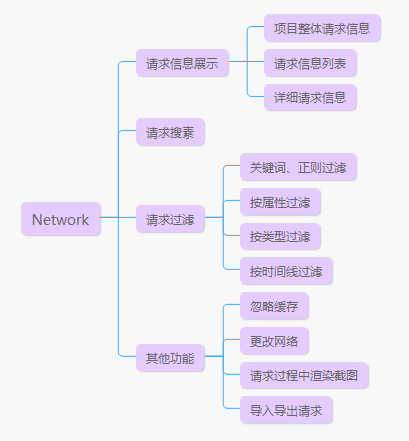 Network
请求信息展示
项目整体请求信息
请求信息列表
详细请求信息
请求搜素
请求过滤
关键词、正则过滤
按属性过滤
按类型过滤
按时间线过滤
其他功能
忽略缓存
更改网络
请求过程中渲染截图
导入导出请求